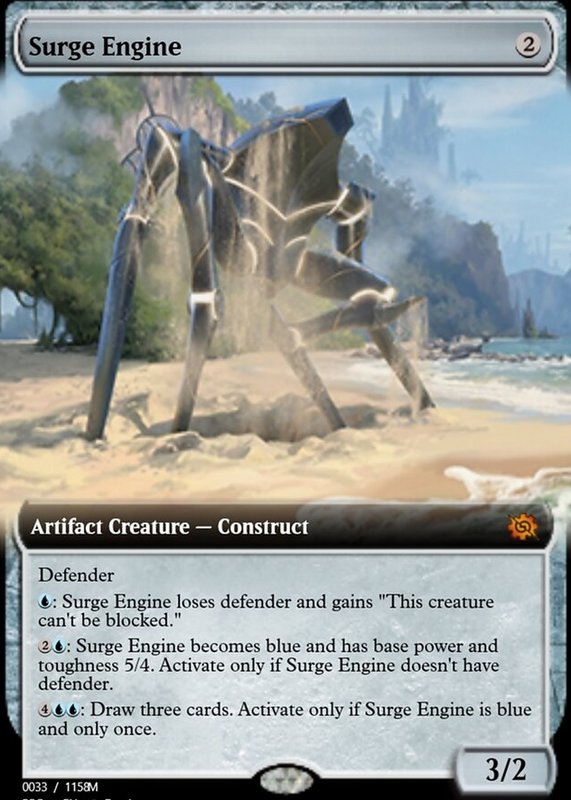 Surge Engine 2
Artifact Creature — Construct
Defender
: Surge Engine loses defender and gains "This creature
can't be blocked."
2: Surge Engine becomes blue and has base power and
toughness 5/4. Activate only if Surge Engine doesn't have
defender.
4: Draw three cards. Activate only if Surge Engine is blue
and only once.
3/2
0033 / 1158M